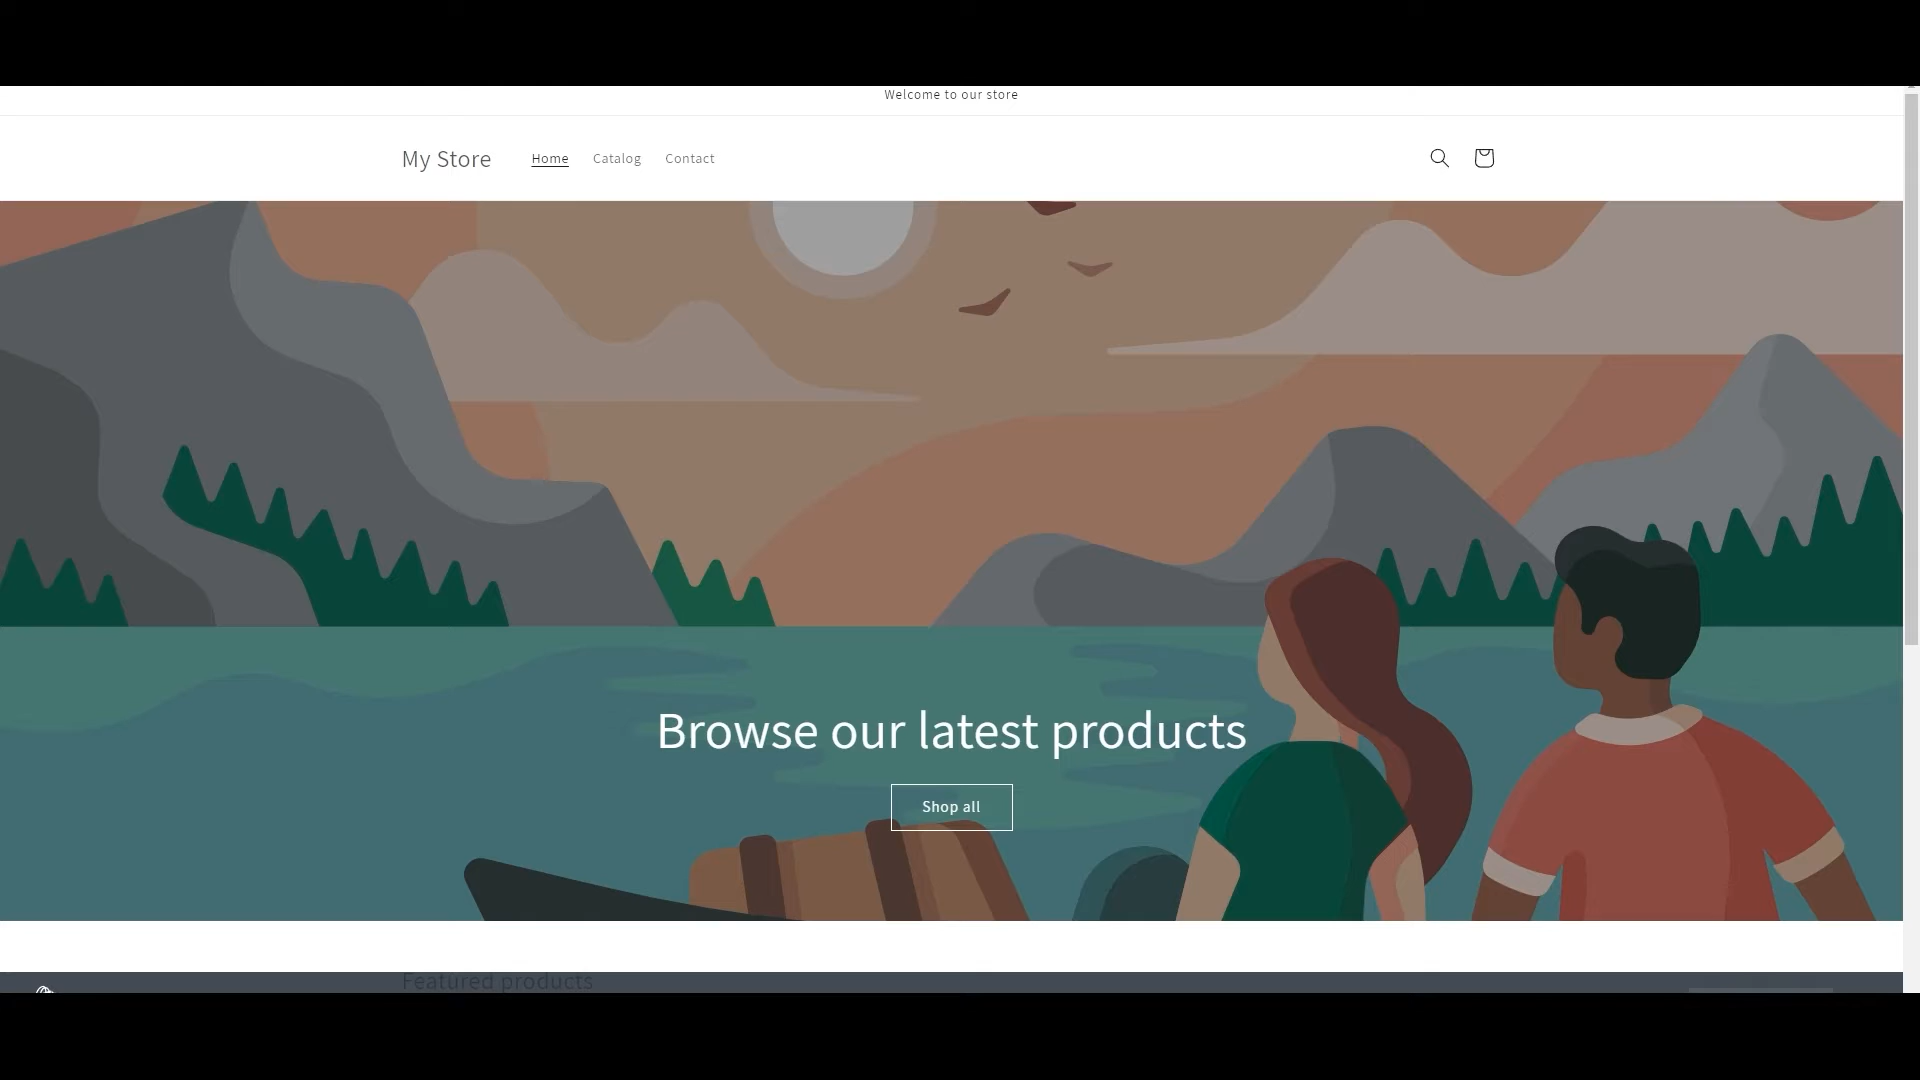 Welcome to our store
My Store
Home
Catalog
Contact
Browse our latest products
Shop all
Featured products